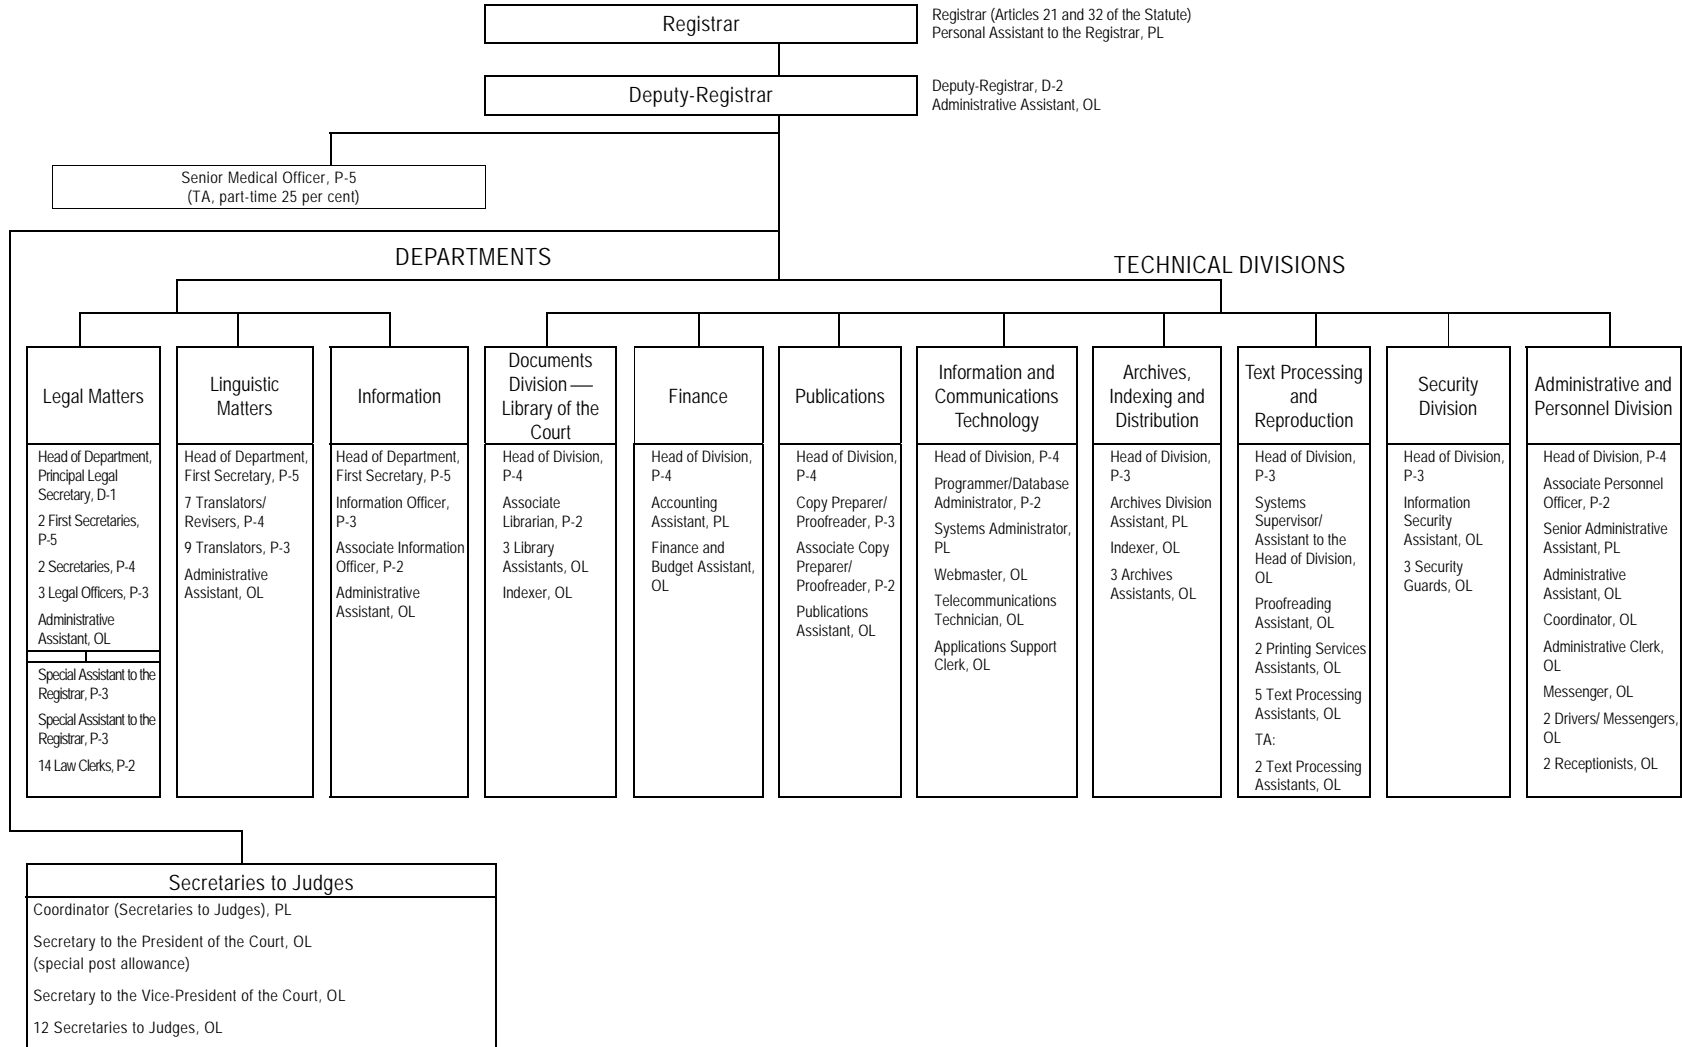 Registrar
Registrar (Articles 21 and 32 of the Statute)
Personal Assistant to the Registrar, PL
Deputy-Registrar
Deputy-Registrar, D-2
Administrative Assistant, OL
Senior Medical Officer, P-5
(TA, part-time 25 per cent)
DEPARTMENTS
TECHNICAL DIVISIONS
Legal Matters
Head of Department,
Principal Legal
Secretary, D-1
2 First Secretaries,
P-5
2 Secretaries, P-4
3 Legal Officers, P-3
Administrative
Assistant, OL
Special Assistant to the
Registrar, P-3
Special Assistant to the
Registrar, P-3
14 Law Clerks, P-2
Linguistic
Matters
Head of Department,
First Secretary, P-5
7 Translators/
Revisers, P-4
9 Translators, P-3
Administrative
Assistant, OL
Information
Head of Department,
First Secretary, P-5
Information Officer,
P-3
Associate Information
Officer, P-2
Administrative
Assistant, OL
Documents
Division —
Library of the
Court
Head of Division,
P-4
Associate
Librarian, P-2
3 Library
Assistants, OL
Indexer, OL
Finance
Head of Division,
P-4
Accounting
Assistant, PL
Finance and
Budget Assistant,
OL
Publications
Head of Division,
P-4
Copy Preparer/
Proofreader, P-3
Associate Copy
Preparer/
Proofreader, P-2
Publications
Assistant, OL
Information and
Communications
Technology
Head of Division, P-4
Programmer/Database
Administrator, P-2
Systems Administrator,
PL
Webmaster, OL
Telecommunications
Technician, OL
Applications Support
Clerk, OL
Archives,
Indexing and
Distribution
Head of Division,
P-3
Archives Division
Assistant, PL
Indexer, OL
3 Archives
Assistants, OL
Text Processing
and
Reproduction
Head of Division,
P-3
Systems
Supervisor/
Assistant to the
Head of Division,
OL
Proofreading
Assistant, OL
2 Printing Services
Assistants, OL
5 Text Processing
Assistants, OL
TA:
2 Text Processing
Assistants, OL
Security
Division
Head of Division,
P-3
Information
Security
Assistant, OL
3 Security
Guards, OL
Administrative and
Personnel Division
Head of Division, P-4
Associate Personnel
Officer, P-2
Senior Administrative
Assistant, PL
Administrative
Assistant, OL
Coordinator, OL
Administrative Clerk,
OL
Messenger, OL
2 Drivers/ Messengers,
OL
2 Receptionists, OL
Secretaries to Judges
Coordinator (Secretaries to Judges), PL
Secretary to the President of the Court, OL
(special post allowance)
Secretary to the Vice-President of the Court, OL
12 Secretaries to Judges, OL